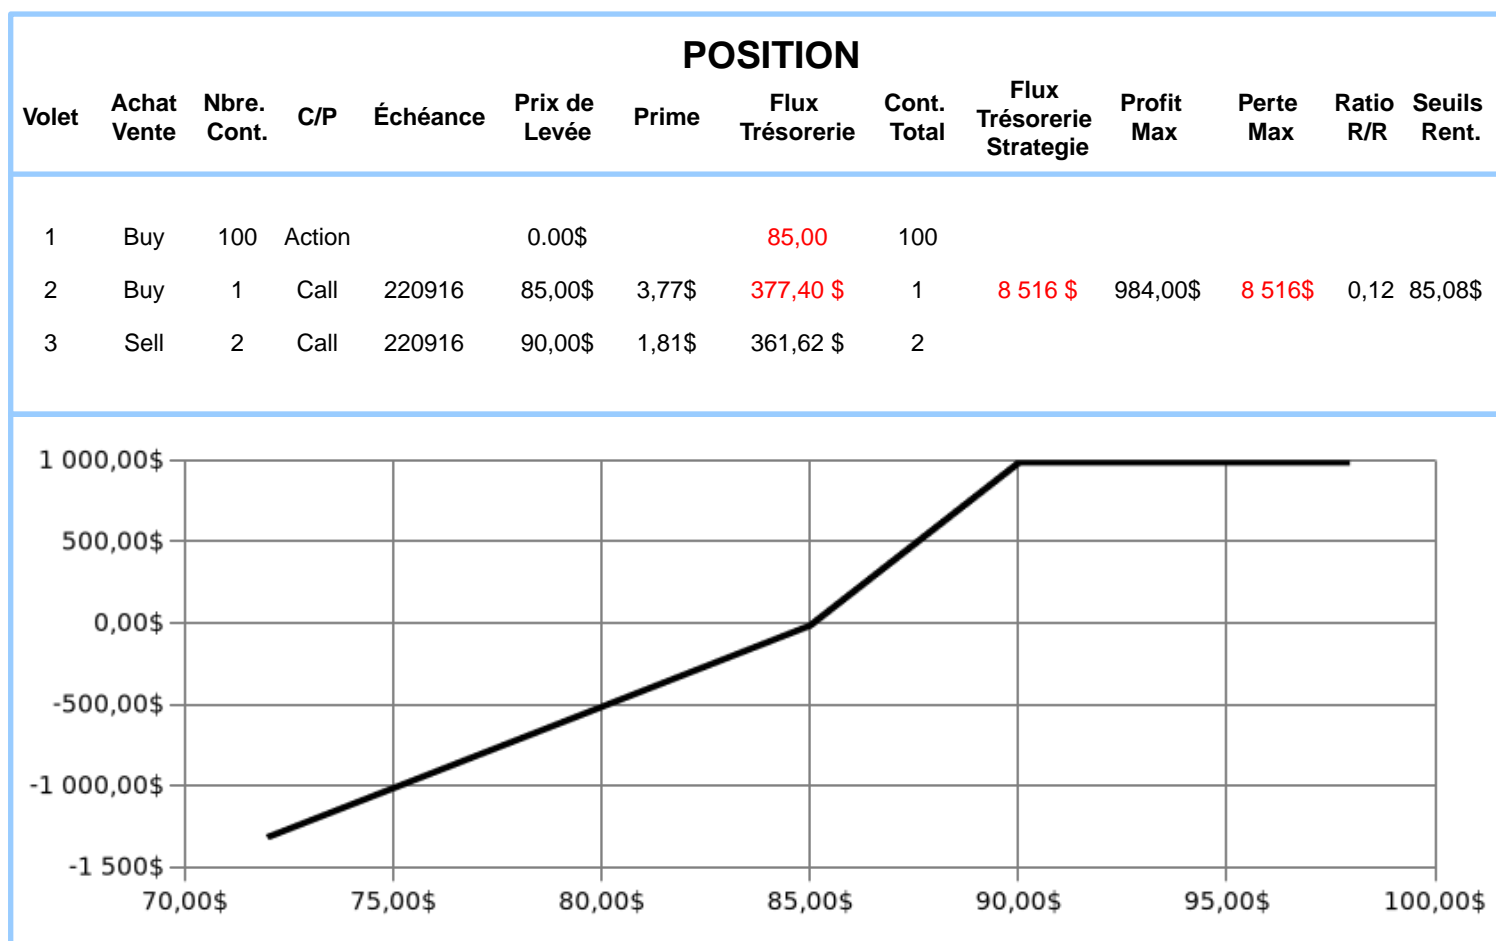 POSITION
Volet Achat Vente Nbre. Cont. C/P Échéance Prix de Levée Prime Flux Trésorerie Cont. Total Flux Trésorerie Strategie Profit Max Perte Max Ratio R/R Seuils Rent.
1 Buy 100 Action 0.00$ 85,00 100
2 Buy 1 Call 220916 85,00$ 3,77$ 377,40 $ 1 8 516 $ 984,00$ 8 516$ 0,12 85,08$
3 Sell 2 Call 220916 90,00$ 1,81$ 361,62 $ 2
1 000,00$
500,00$
0,00$
-500,00$
-1 000,00$
-1 500$
70,00$ 75,00$ 80,00$ 85,00$ 90,00$ 95,00$ 100,00$